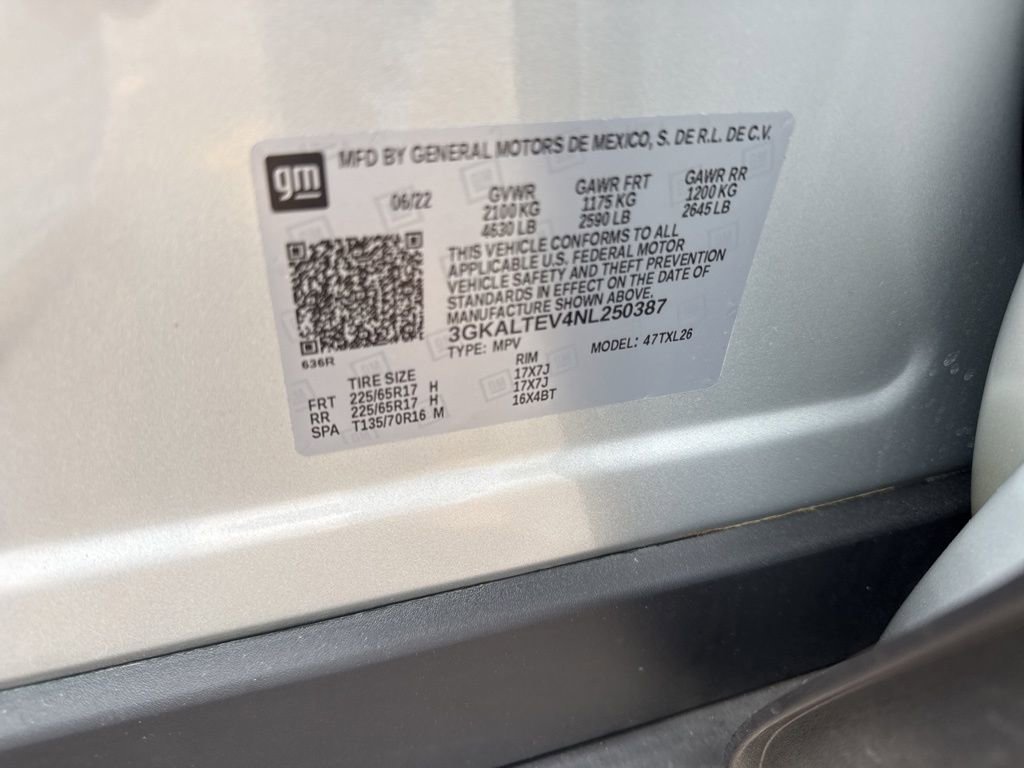 gm
MFD BY GENERAL MOTORS DE MEXICO, S. DE R.L. DE C.V.
06/22
GVWR
2100 KG
4630 LB
GAWR FRT
1175 KG
2590 LB
GAWR RR
1200 KG
2645 LB
THIS VEHICLE CONFORMS TO ALL
APPLICABLE U.S. FEDERAL MOTOR
VEHICLE SAFETY AND THEFT PREVENTION
STANDARDS IN EFFECT ON THE DATE OF
MANUFACTURE SHOWN ABOVE.
3GKALTEV4NL250387
TYPE: MPV MODEL: 47TXL26
636R
TIRE SIZE RIM
FRT 225/65R17 H 17X7J
RR 225/65R17 H 17X7J
SPA T135/70R16 M 16X4BT